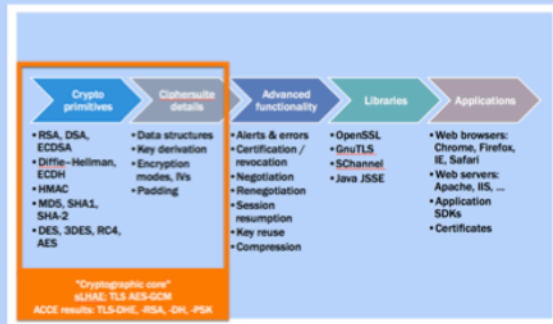 Crypto
primitives
Ciphersuite
details
Advanced
functionality
Libraries
Applications
• RSA, DSA,
ECDSA
• Diffie–Hellman,
ECDH
• HMAC
• MD5, SHA1,
SHA-2
• DES, 3DES, RC4,
AES
• Data structures
• Key derivation
• Encryption
modes, IVs
• Padding
• Alerts & errors
• Certification /
revocation
• Negotiation
• Renegotiation
• Session
resumption
• Key reuse
• Compression
• OpenSSL
• GnuTLS
• SChannel
• Java JSSE
• Web browsers:
Chrome, Firefox,
IE, Safari
• Web servers:
Apache, IIS, ...
• Application
SDKs
• Certificates
"Cryptographic core"
sLHAE: TLS AES-GCM
ACCE results: TLS-DHE, -RSA, -DH, -PSK